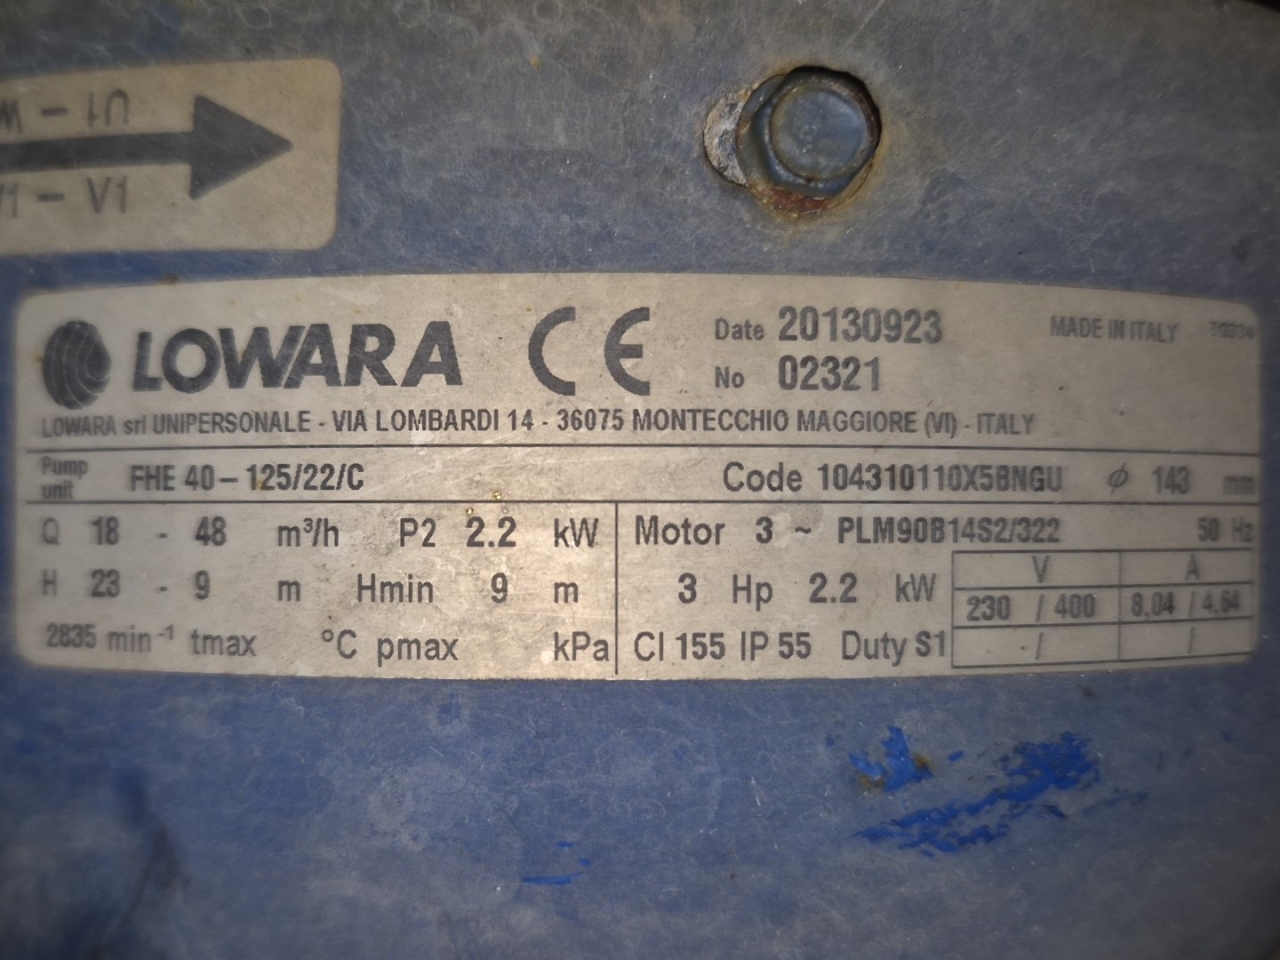 U1 - W
V1 - V1
LOWARA CE Date 20130923 MADE IN ITALY
No 02321
LOWARA srl UNIPERSONALE - VIA LOMBARDI 14 - 36075 MONTECCHIO MAGGIORE (VI) - ITALY
Pump unit FHE 40-125/22/C Code 104310110X5BNGU ϕ 143 mm
Q 18 - 48 m³/h P2 2.2 kW Motor 3 ~ PLM90B14S2/322 50 Hz
H 23 - 9 m Hmin 9 m 3 Hp 2.2 kW V A
230 / 400 8,04 / 4,64
2835 min⁻¹ tmax °C pmax kPa Cl 155 IP 55 Duty S1 / /